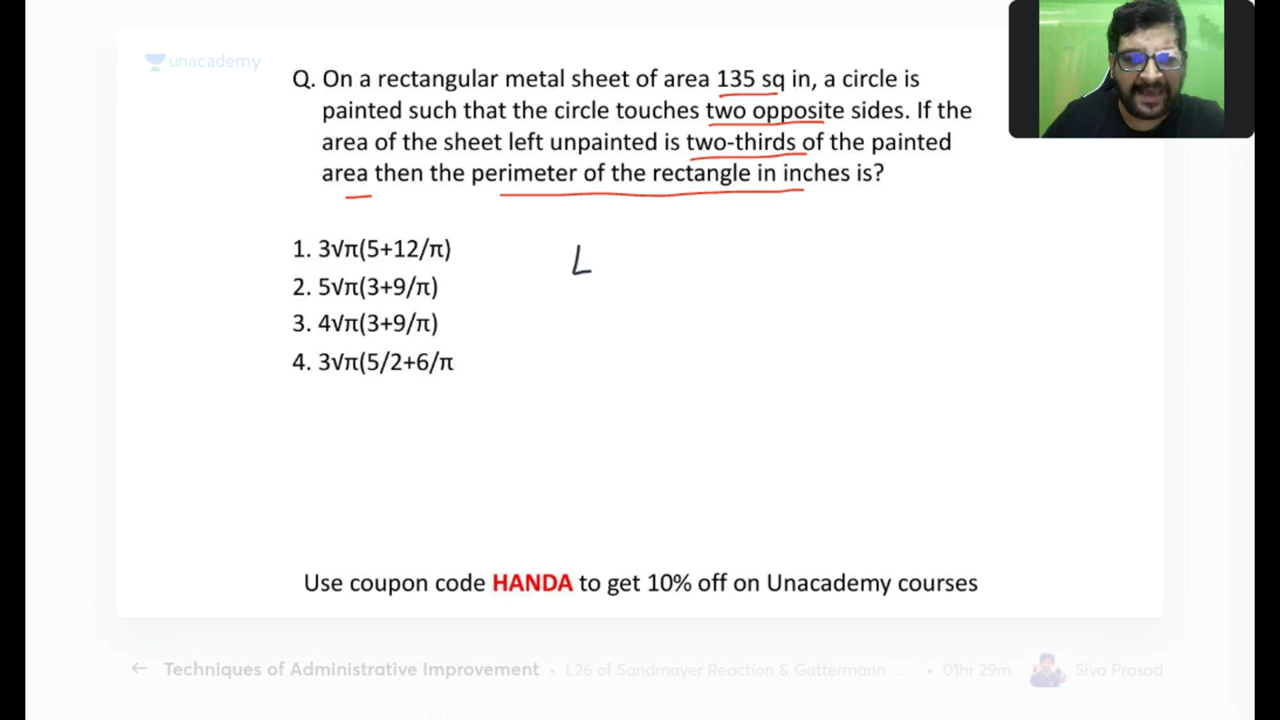 unacademy
Q. On a rectangular metal sheet of area 135 sq in, a circle is
painted such that the circle touches two opposite sides. If the
area of the sheet left unpainted is two-thirds of the painted
area then the perimeter of the rectangle in inches is?
1. 3√π(5+12/π)
L
2. 5√π(3+9/π)
3. 4√π(3+9/π)
4. 3√π(5/2+6/π
Use coupon code HANDA to get 10% off on Unacademy courses
← Techniques of Administrative Improvement • L26 of Sandmayer Reaction & Gattermann ... • 01hr 29m Siva Prasad